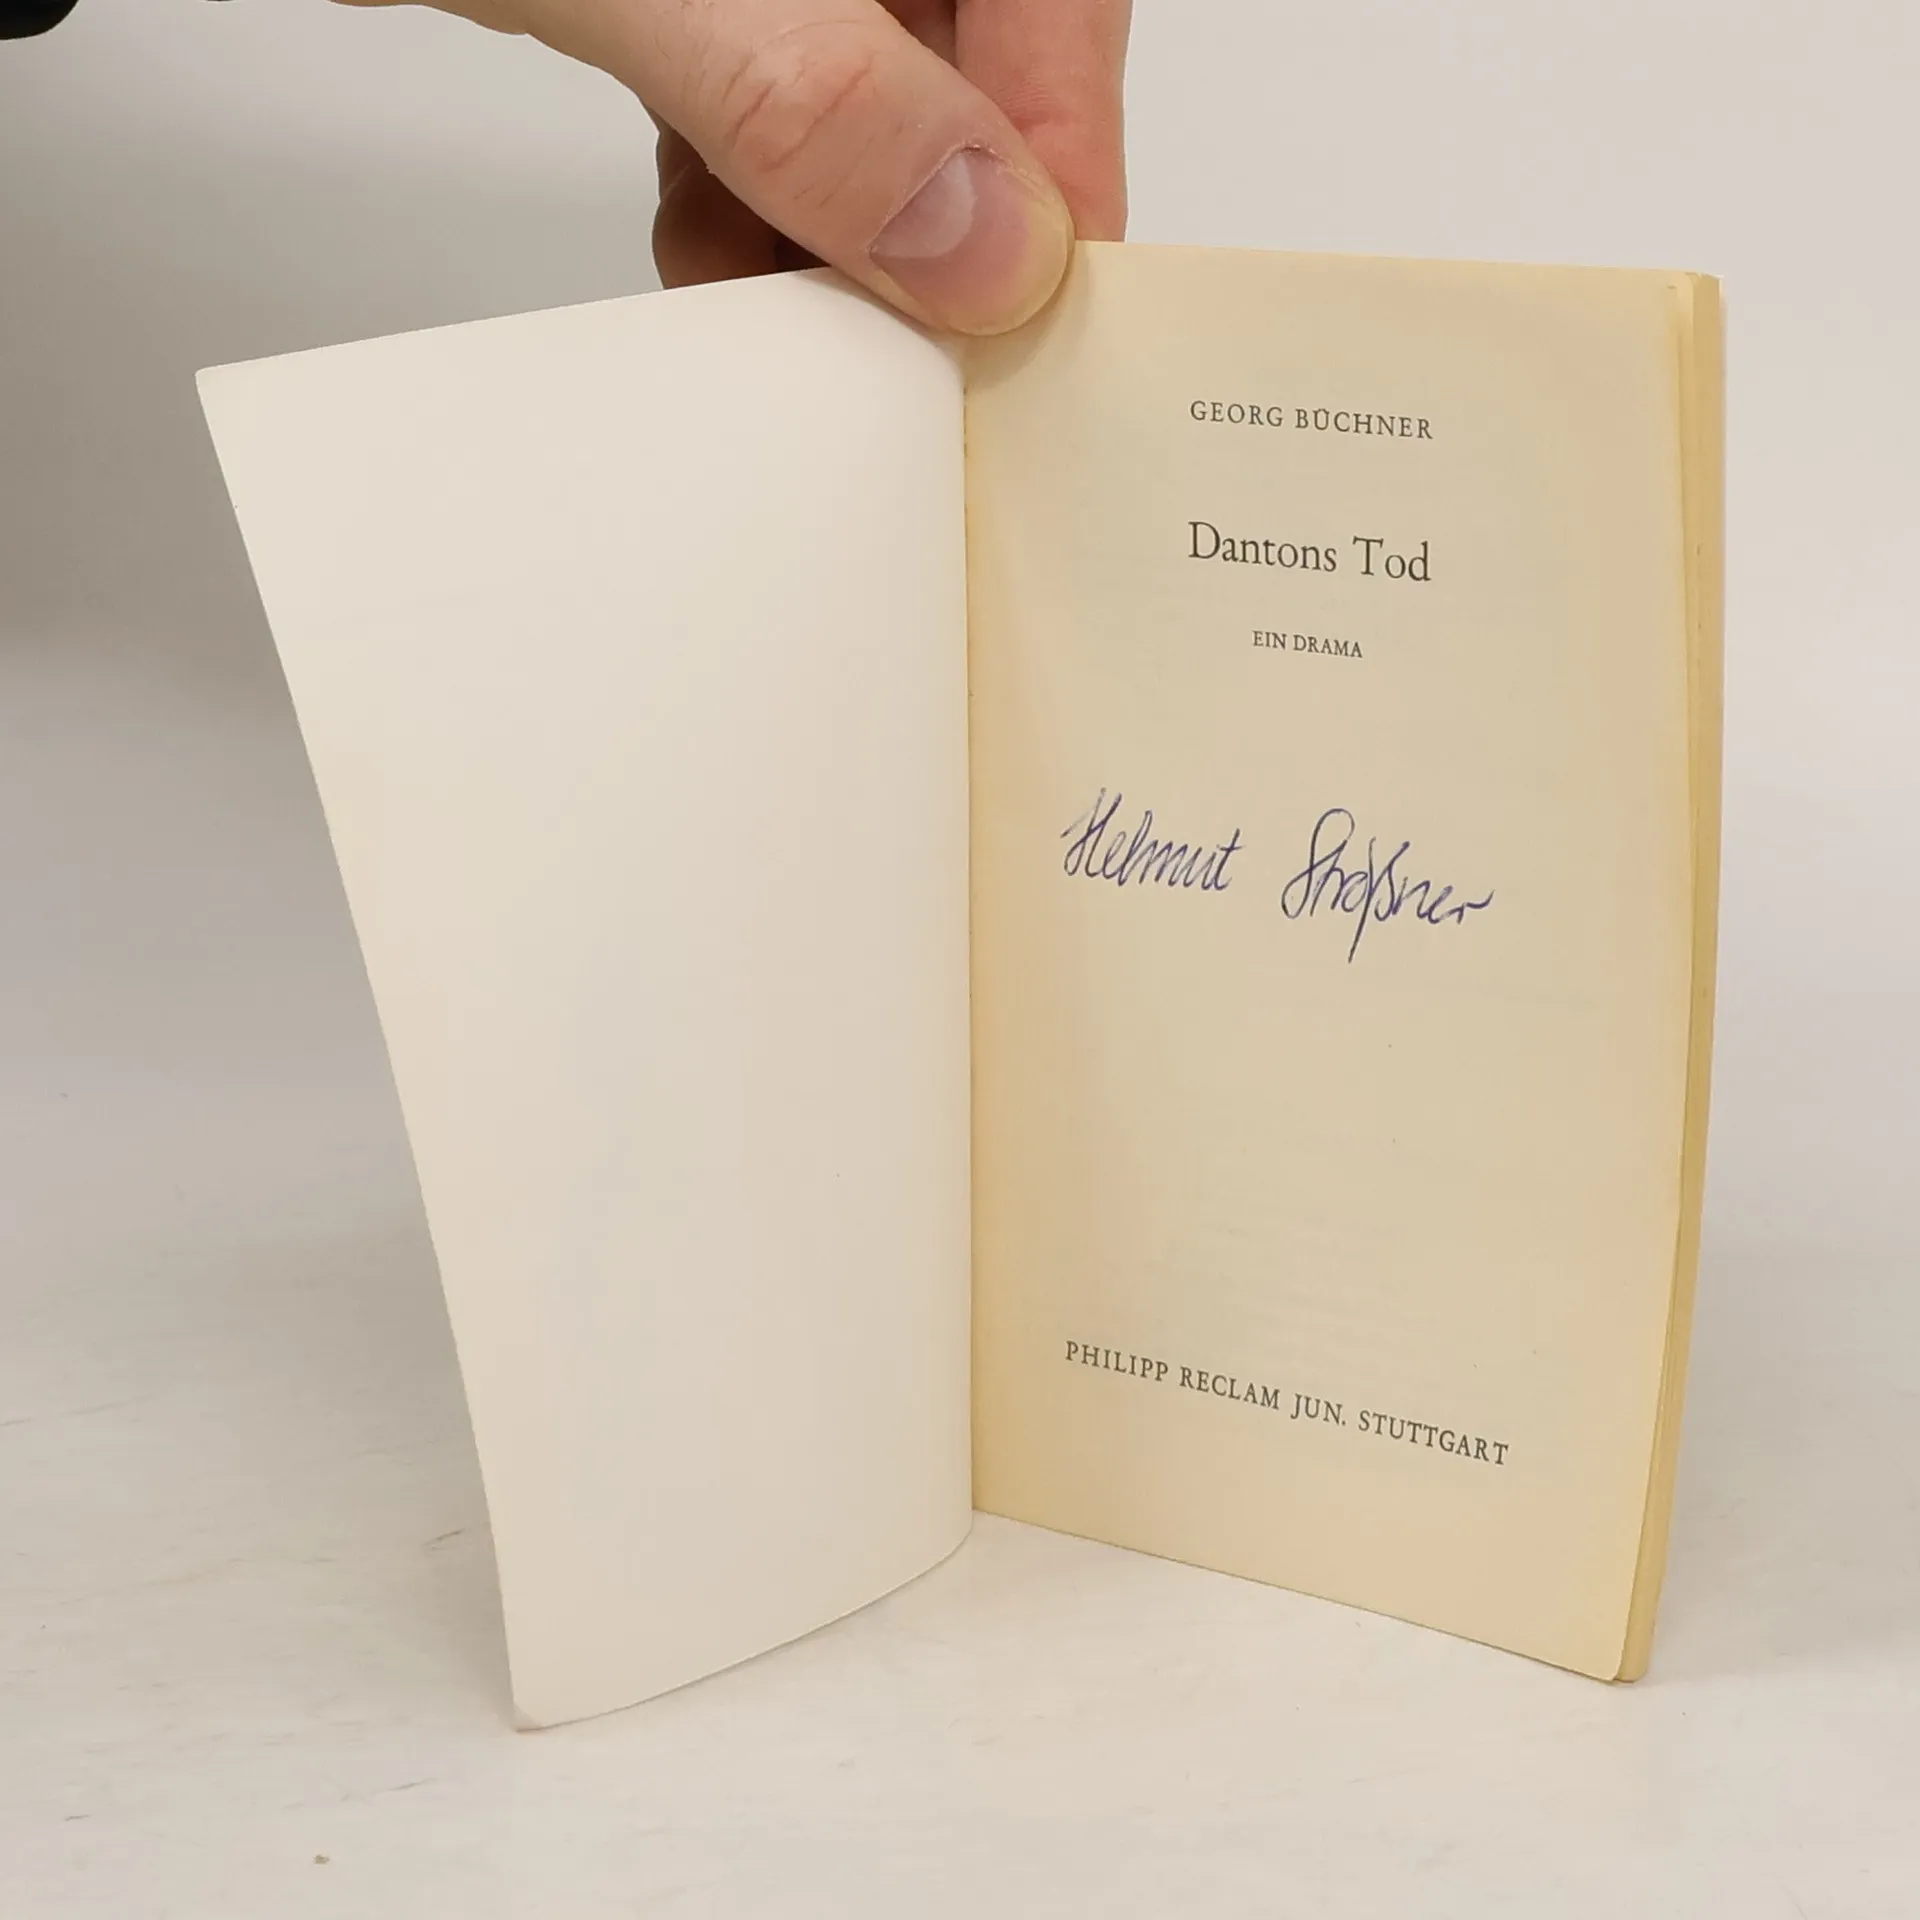 GEORG BÜCHNER
Dantons Tod
EIN DRAMA
Helmut
PHILIPP RECLAM JUN. STUTTGART